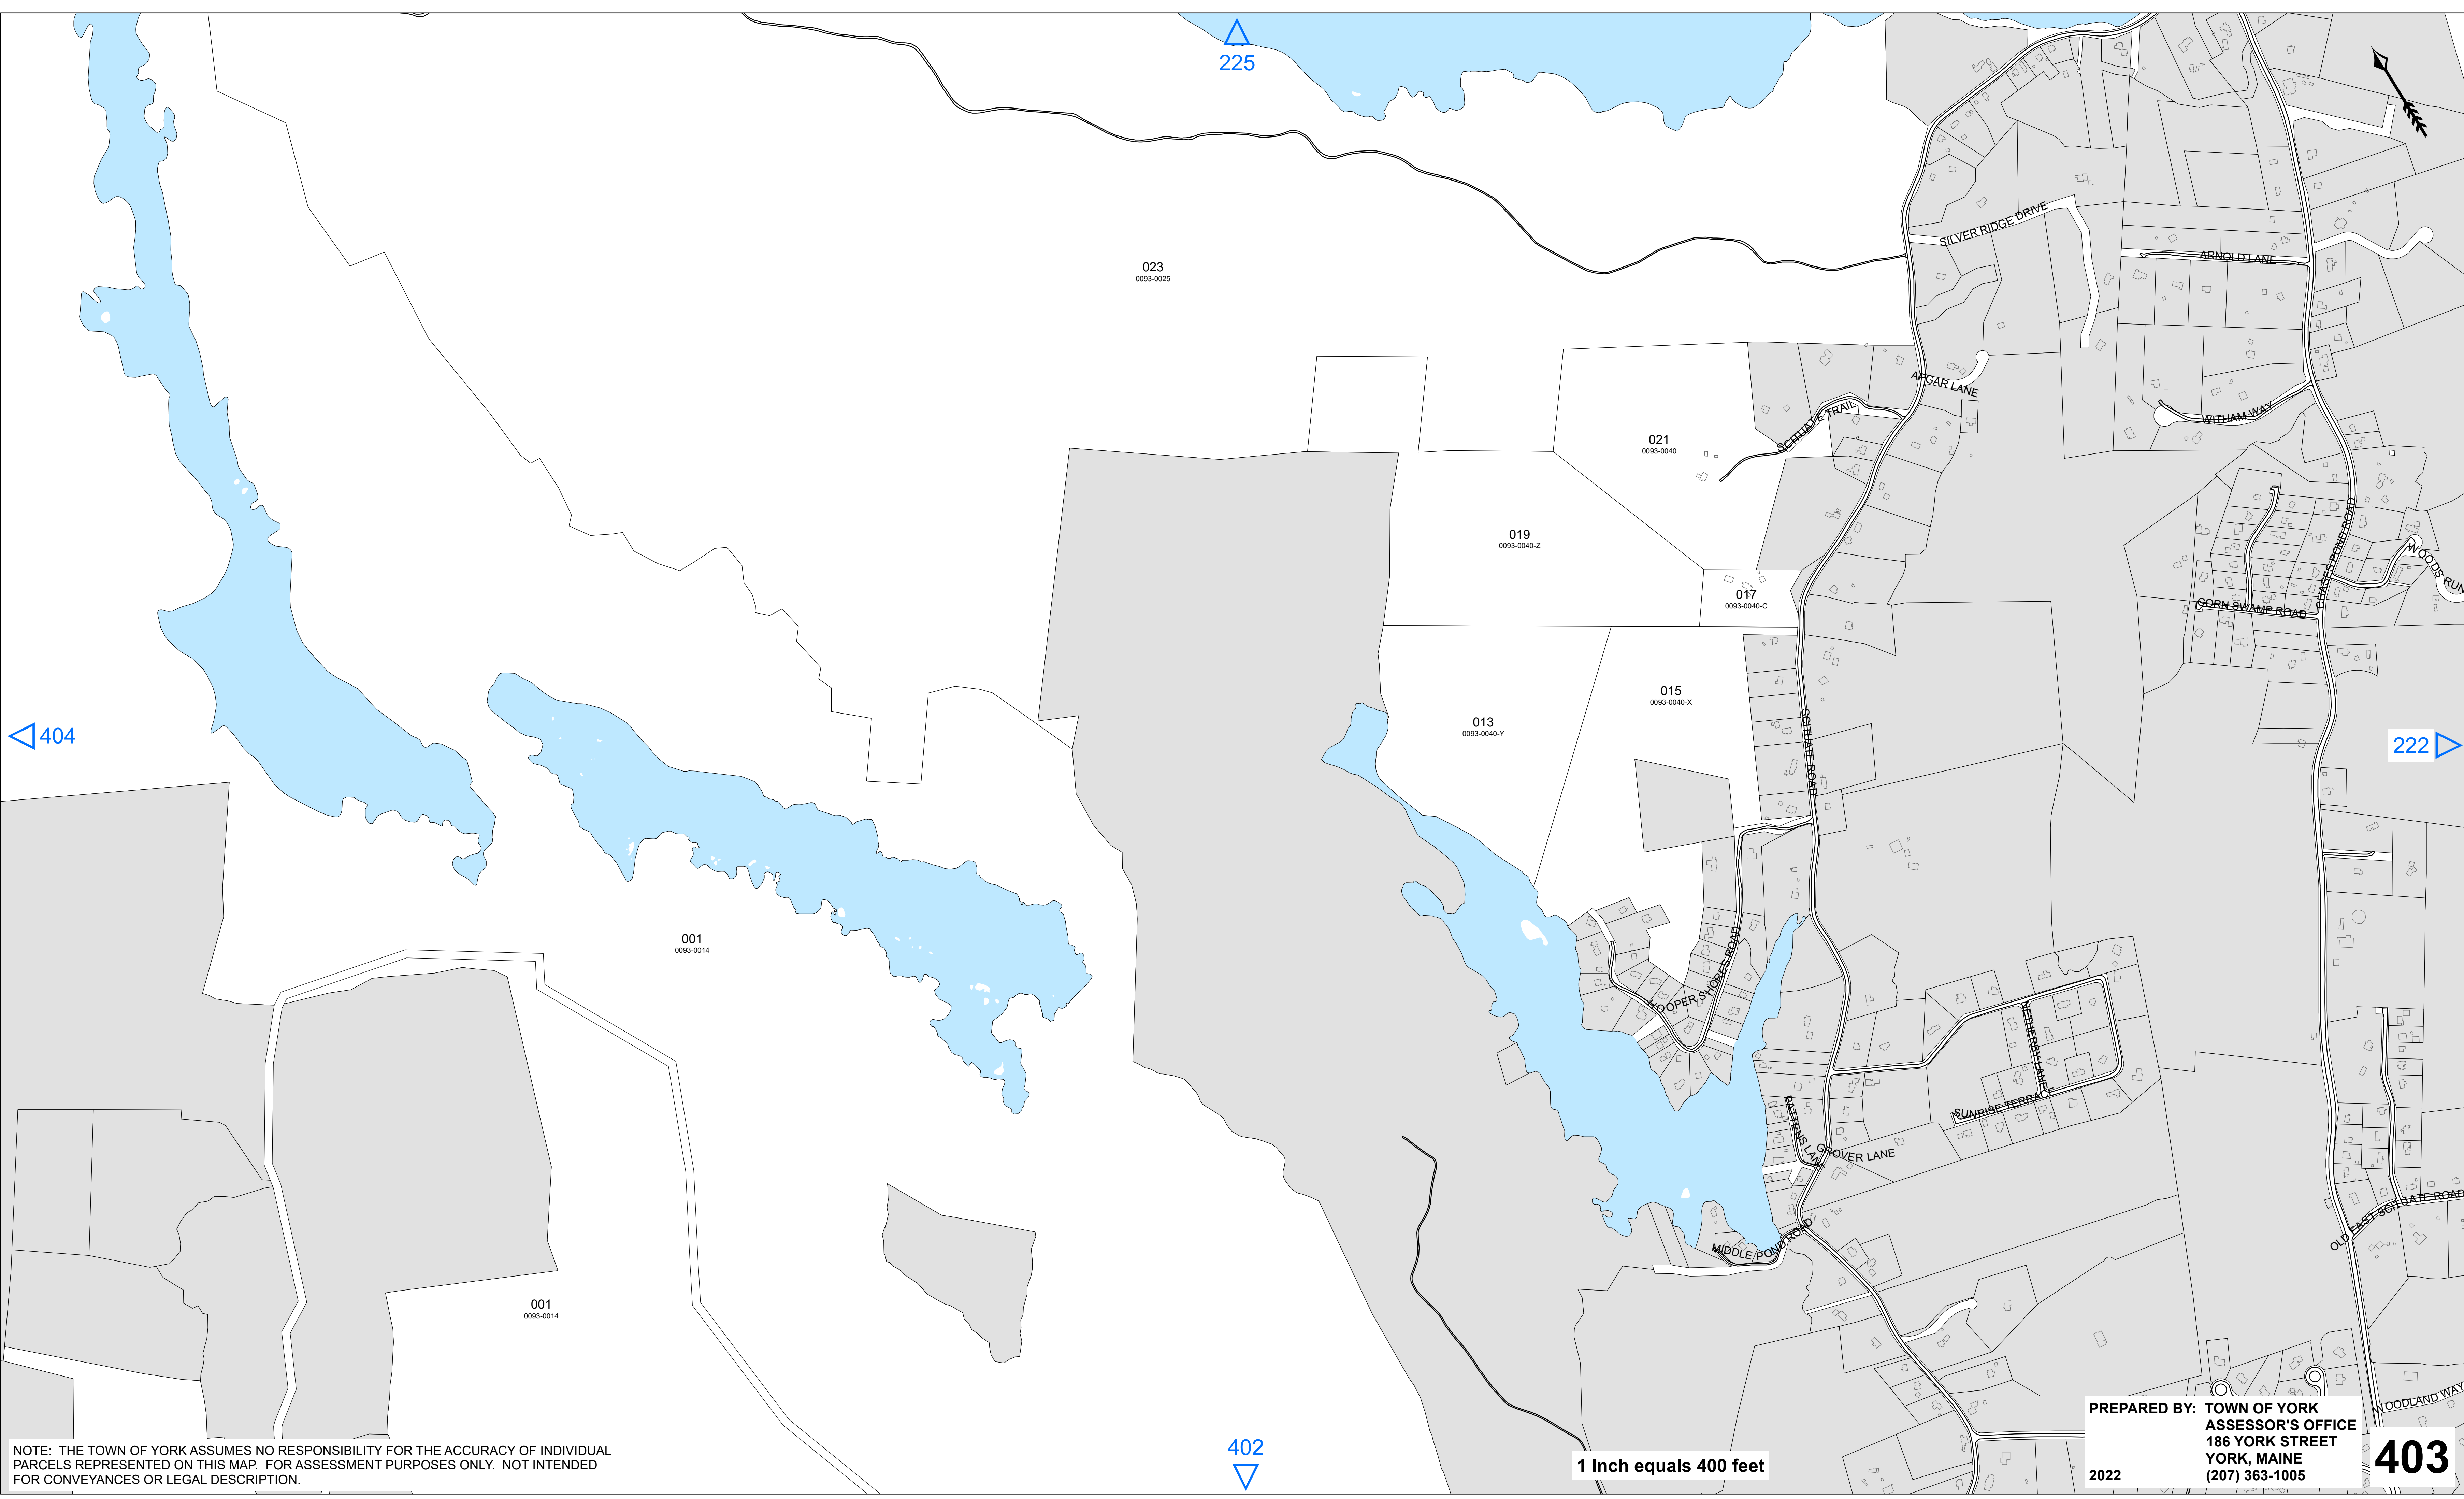 225
023
0093-0025
SILVER RIDGE DRIVE
ARNOLD LANE
APGAR LANE
SCITUATE TRAIL
WITHAM WAY
021
0093-0040
019
0093-0040-Z
017
0093-0040-C
CHASES POND ROAD
WOODS RUN
CORN SWAMP ROAD
015
0093-0040-X
013
0093-0040-Y
SCITUATE ROAD
404
222
001
0093-0014
HOOPER SHORES ROAD
NETHERBY LANE
SUNRISE TERRACE
PATTENS LANE
GROVER LANE
OLD EAST SCITUATE ROAD
MIDDLE POND ROAD
001
0093-0014
WOODLAND WAY
NOTE: THE TOWN OF YORK ASSUMES NO RESPONSIBILITY FOR THE ACCURACY OF INDIVIDUAL
PARCELS REPRESENTED ON THIS MAP. FOR ASSESSMENT PURPOSES ONLY. NOT INTENDED
FOR CONVEYANCES OR LEGAL DESCRIPTION.
402
1 Inch equals 400 feet
PREPARED BY: TOWN OF YORK
ASSESSOR'S OFFICE
186 YORK STREET
YORK, MAINE
2022 (207) 363-1005
403